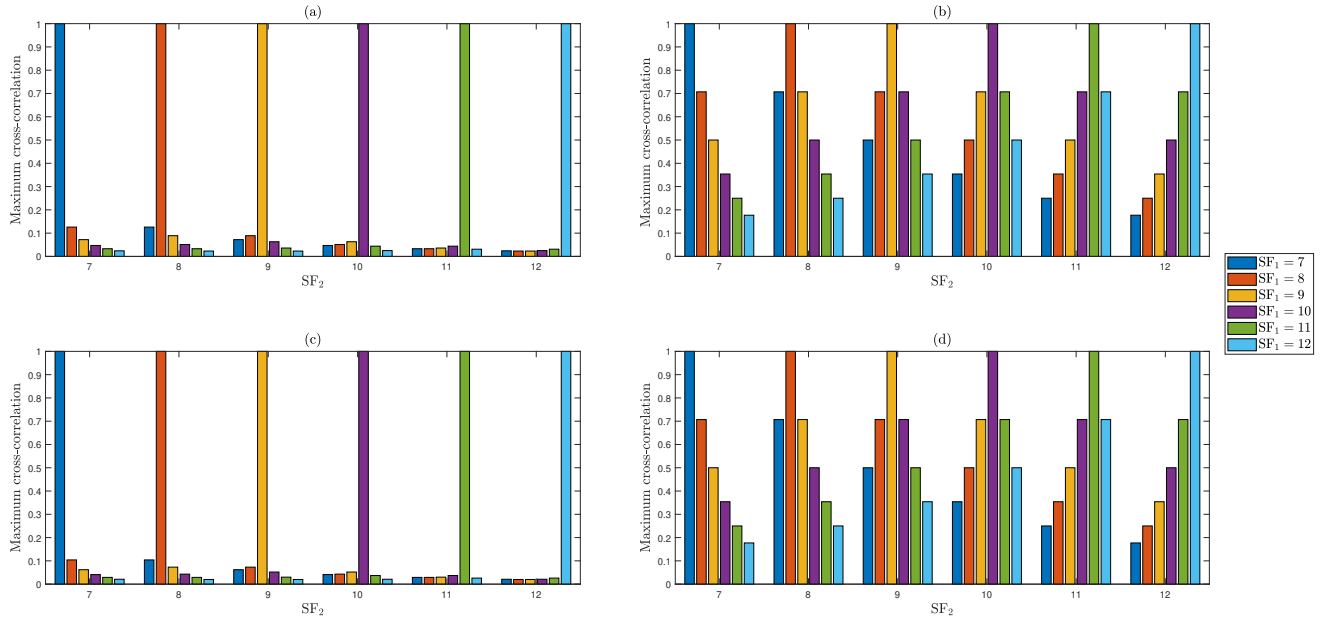 (a)
Maximum cross-correlation
1
0.9
0.8
0.7
0.6
0.5
0.4
0.3
0.2
0.1
0
7 8 9 10 11 12
SF₂
(b)
Maximum cross-correlation
1
0.9
0.8
0.7
0.6
0.5
0.4
0.3
0.2
0.1
0
7 8 9 10 11 12
SF₂
SF₁ = 7
SF₁ = 8
SF₁ = 9
SF₁ = 10
SF₁ = 11
SF₁ = 12
(c)
Maximum cross-correlation
1
0.9
0.8
0.7
0.6
0.5
0.4
0.3
0.2
0.1
0
7 8 9 10 11 12
SF₂
(d)
Maximum cross-correlation
1
0.9
0.8
0.7
0.6
0.5
0.4
0.3
0.2
0.1
0
7 8 9 10 11 12
SF₂